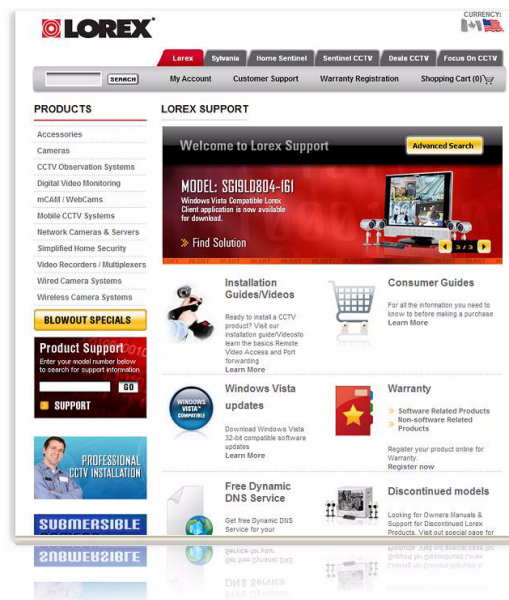 CURRENCY:
LOREX
Lorex
Sylvania
Home Sentinel
Sentinel CCTV
Deals CCTV
Focus On CCTV
SEARCH
My Account
Customer Support
Warranty Registration
Shopping Cart (0)
PRODUCTS
Accessories
Cameras
CCTV Observation Systems
Digital Video Monitoring
mCAM / WebCams
Mobile CCTV Systems
Network Cameras & Servers
Simplified Home Security
Video Recorders / Multiplexers
Wired Camera Systems
Wireless Camera Systems
BLOWOUT SPECIALS
Product Support
Enter your model number below
to search for support information
GO
SUPPORT
PROFESSIONAL
CCTV INSTALLATION
SUBMERSIBLE
LOREX SUPPORT
Welcome to Lorex Support
Advanced Search
MODEL: SG19LD804-161
Windows Vista Compatible Lorex
Client application is now available
for download.
Find Solution
3 / 3
Installation
Guides/Videos
Ready to install a CCTV
product? Visit our
installation guide/Videosto
learn the basics Remote
Video Access and Port
forwarding
Learn More
Consumer Guides
For all the information you need to
know to before making a purchase
Learn More
WINDOWS
VISTA™
COMPATIBLE
Windows Vista
updates
Download Windows Vista
32-bit compatible software
updates
Learn More
Warranty
Software Related Products
Non-software Related
Products
Register your product online for
Warranty.
Register now
Free Dynamic
DNS Service
Get free Dynamic DNS
Service for your
Discontinued models
Looking for Owners Manuals &
Support for Discontinued Lorex
Products. Visit out special page for